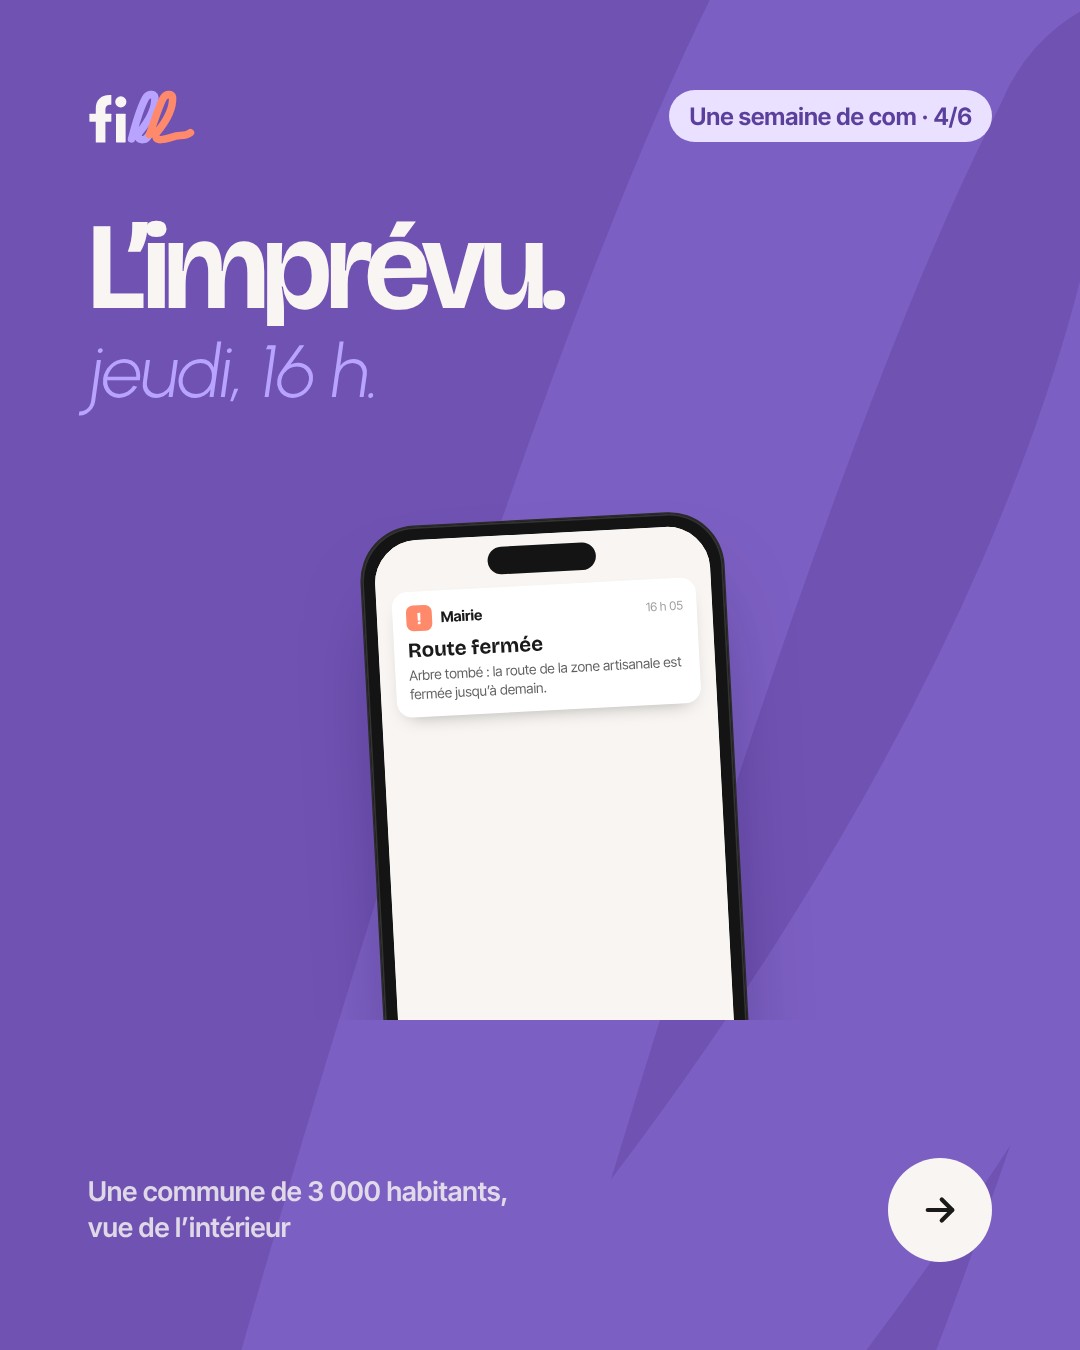 fill
Une semaine de com · 4/6
L’imprévu.
jeudi, 16 h.
!
Mairie
16 h 05
Route fermée
Arbre tombé : la route de la zone artisanale est
fermée jusqu’à demain.
Une commune de 3 000 habitants,
vue de l’intérieur